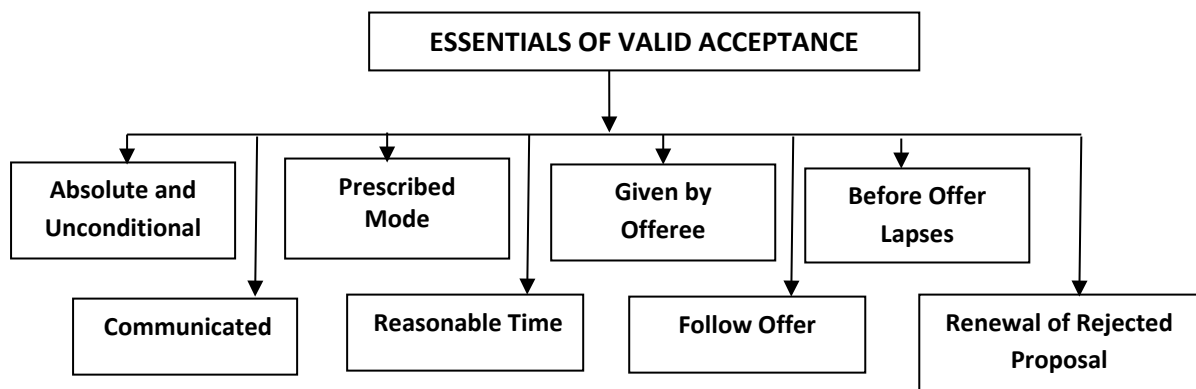 ESSENTIALS OF VALID ACCEPTANCE
Absolute and
Unconditional
Prescribed
Mode
Given by
Offeree
Before Offer
Lapses
Communicated
Reasonable Time
Follow Offer
Renewal of Rejected
Proposal